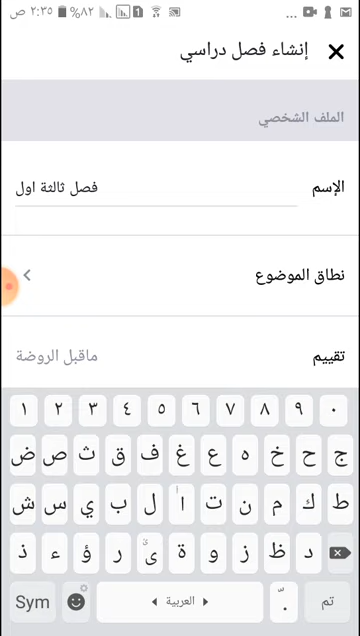 ٢:٣٥ ص %٨٢ 1 ...
إنشاء فصل دراسي
الملف الشخصي
الإسم
فصل ثالثة اول
نطاق الموضوع
تقييم
ماقبل الروضة
١ ٢ ٣ ٤ ٥ ٦ ٧ ٨ ٩ ٠
ض ص ث ق ف غ ع ه خ ح ج
ش س ي ب ل ا ت ن م ك ط
ذ ء ؤ ر ى ة و ز ظ د
Sym العربية . تم